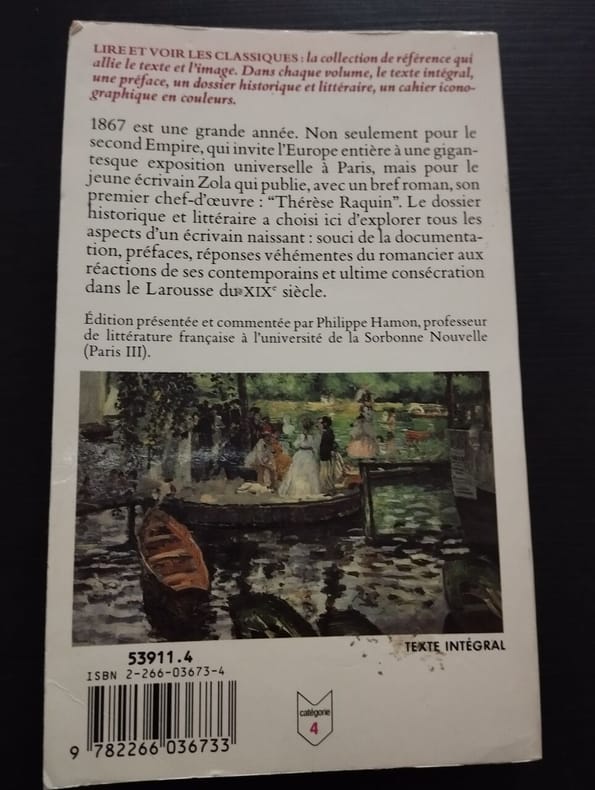 LIRE ET VOIR LES CLASSIQUES : la collection de référence qui
allie le texte et l'image. Dans chaque volume, le texte intégral,
une préface, un dossier historique et littéraire, un cahier icono-
graphique en couleurs.
1867 est une grande année. Non seulement pour le
second Empire, qui invite l'Europe entière à une gigan-
tesque exposition universelle à Paris, mais pour le
jeune écrivain Zola qui publie, avec un bref roman, son
premier chef-d'œuvre : “Thérèse Raquin”. Le dossier
historique et littéraire a choisi ici d'explorer tous les
aspects d'un écrivain naissant : souci de la documenta-
tion, préfaces, réponses véhémentes du romancier aux
réactions de ses contemporains et ultime consécration
dans le Larousse du XIXe siècle.
Édition présentée et commentée par Philippe Hamon, professeur
de littérature française à l'université de la Sorbonne Nouvelle
(Paris III).
TEXTE INTÉGRAL
53911.4
ISBN 2-266-03673-4
9 782266 036733
catégorie
4